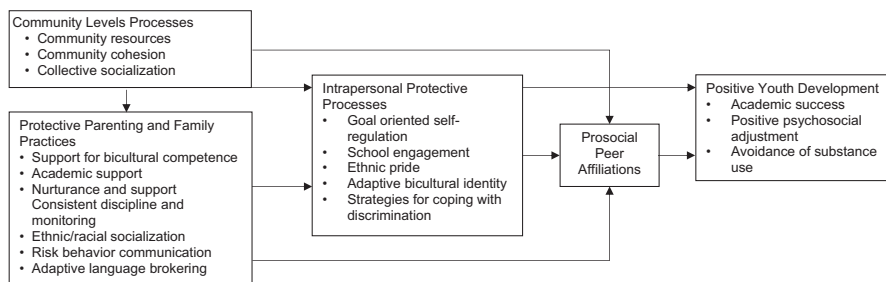 Community Levels Processes
• Community resources
• Community cohesion
• Collective socialization
Protective Parenting and Family
Practices
• Support for bicultural competence
• Academic support
• Nurturance and support
Consistent discipline and
monitoring
• Ethnic/racial socialization
• Risk behavior communication
• Adaptive language brokering
Intrapersonal Protective
Processes
• Goal oriented self-
regulation
• School engagement
• Ethnic pride
• Adaptive bicultural identity
• Strategies for coping with
discrimination
Prosocial
Peer
Affiliations
Positive Youth Development
• Academic success
• Positive psychosocial
adjustment
• Avoidance of substance
use